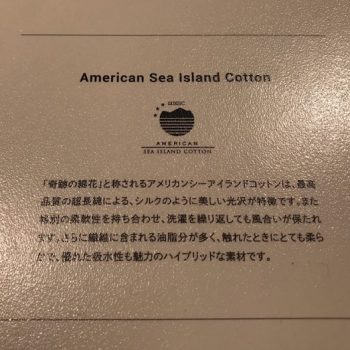 American Sea Island Cotton
AMERICAN
SEA ISLAND COTTON
「奇跡の綿花」と称されるアメリカンシーアイランドコットンは、最高
品質の超長綿による、シルクのように美しい光沢が特徴です。また
格別の柔軟性を持ち合わせ、洗濯を繰り返しても風合いが保たれ
ます。さらに繊維に含まれる油脂分が多く、触れたときにとても柔ら
かで、優れた吸水性も魅力のハイブリッドな素材です。